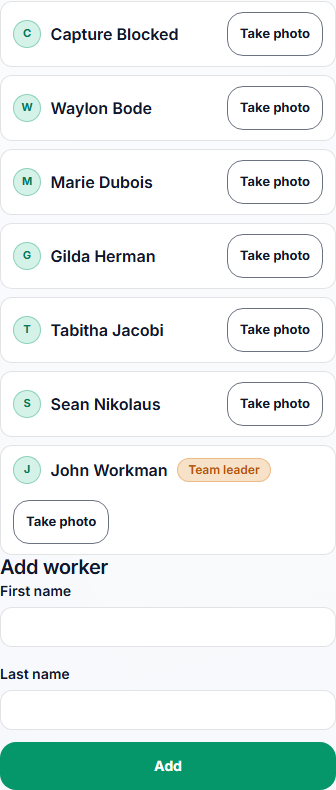 C Capture Blocked Take photo
W Waylon Bode Take photo
M Marie Dubois Take photo
G Gilda Herman Take photo
T Tabitha Jacobi Take photo
S Sean Nikolaus Take photo
J John Workman Team leader
Take photo
Add worker
First name
Last name
Add